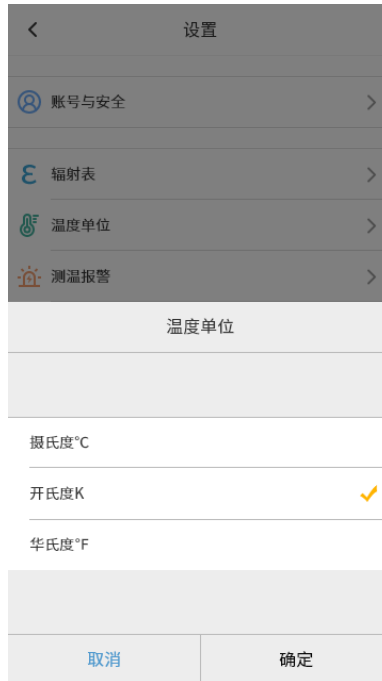 设置
账号与安全
ε 辐射表
温度单位
测温报警
温度单位
摄氏度°C
开氏度K
华氏度°F
取消 确定